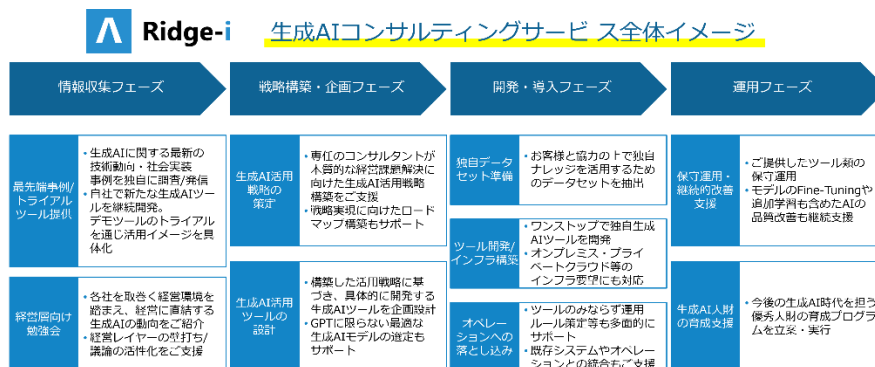 Ridge-i
生成AIコンサルティングサービス全体イメージ
情報収集フェーズ
戦略構築・企画フェーズ
開発・導入フェーズ
運用フェーズ
最先端事例/
トライアル
ツール提供
・生成AIに関する最新の
技術動向・社会実装
事例を独自に調査/発信
・自社で新たな生成AIツー
ルを継続開発。
デモツールのトライアル
を通じ活用イメージを具
体化
経営層向け
勉強会
・各社を取巻く経営環境を
踏まえ、経営に直結する
生成AIの動向をご紹介
・経営レイヤーの壁打ち/
議論の活性化をご支援
生成AI活用
戦略の
策定
・専任のコンサルタントが
本質的な経営課題解決に
向けた生成AI活用戦略
構築をご支援
・戦略実現に向けたロード
マップ構築もサポート
生成AI活用
ツールの
設計
・構築した活用戦略に基
づき、具体的に開発する
生成AIツールを企画設計
・GPTに限らない最適な
生成AIモデルの選定も
サポート
独自データ
セット準備
・お客様と協力の上で独自
ナレッジを活用するため
のデータセットを抽出
ツール開発/
インフラ構築
・ワンストップで独自生成
AIツールを開発
・オンプレミス・プライ
ベートクラウド等の
インフラ要望にも対応
オペレー
ションへの
落とし込み
・ツールのみならず運用
ルール策定等も多面的に
サポート
・既存システムやオペレー
ションとの統合もご支援
保守運用・
継続的改善
支援
・ご提供したツール類の
保守運用
・モデルのFine-Tuningや
追加学習も含めたAIの
品質改善も継続支援
生成AI人財
の育成支援
・今後の生成AI時代を担う
優秀人財の育成プログラ
ムを立案・実行